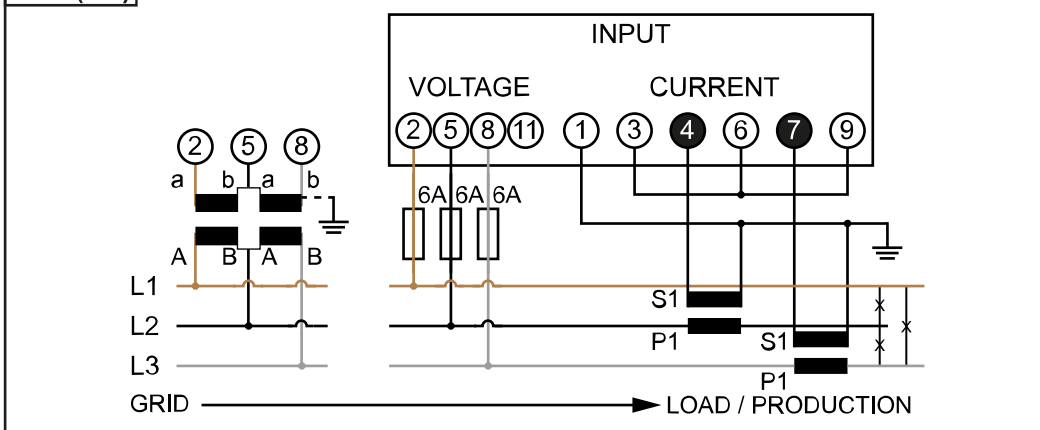 INPUT
VOLTAGE CURRENT
2 5 8 11 1 3 4 6 7 9
2 5 8
a b a b
6A 6A 6A
A B A B
L1
S1
L2
P1 S1
L3
P1
GRID LOAD / PRODUCTION